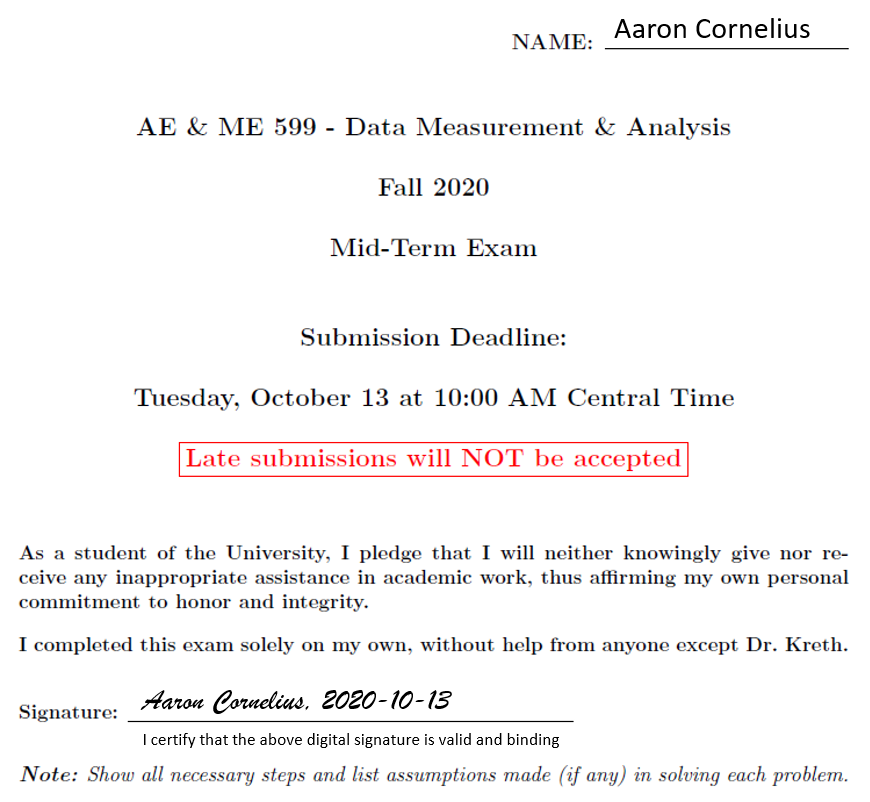 NAME: Aaron Cornelius
AE & ME 599 - Data Measurement & Analysis
Fall 2020
Mid-Term Exam
Submission Deadline:
Tuesday, October 13 at 10:00 AM Central Time
Late submissions will NOT be accepted
As a student of the University, I pledge that I will neither knowingly give nor re-
ceive any inappropriate assistance in academic work, thus affirming my own personal
commitment to honor and integrity.
I completed this exam solely on my own, without help from anyone except Dr. Kreth.
Signature: Aaron Cornelius, 2020-10-13
I certify that the above digital signature is valid and binding
Note: Show all necessary steps and list assumptions made (if any) in solving each problem.